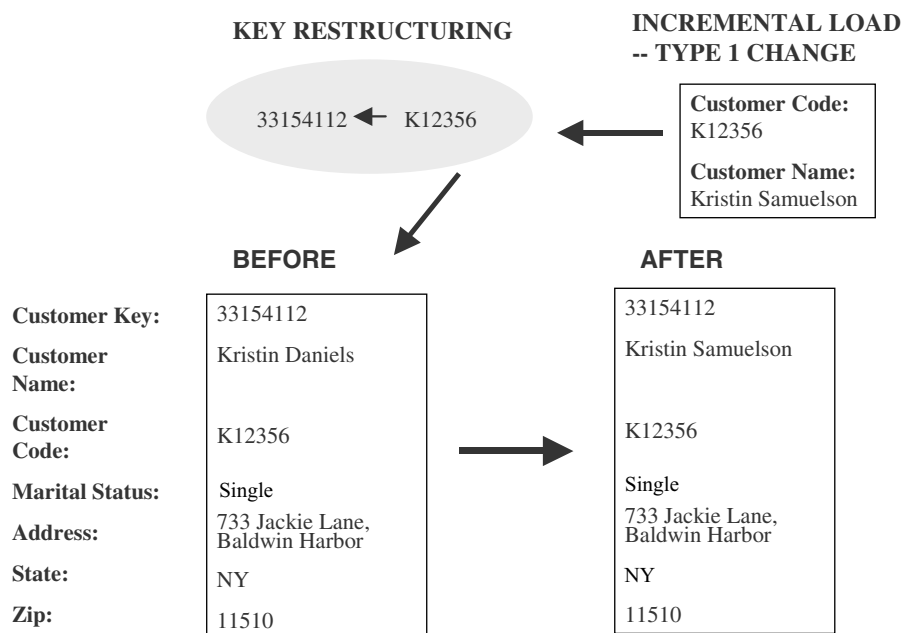 KEY RESTRUCTURING
INCREMENTAL LOAD
-- TYPE 1 CHANGE
33154112
K12356
Customer Code:
K12356
Customer Name:
Kristin Samuelson
BEFORE
AFTER
Customer Key:
33154112
33154112
Customer
Name:
Kristin Daniels
Kristin Samuelson
Customer
Code:
K12356
K12356
Marital Status:
Single
Single
Address:
733 Jackie Lane,
Baldwin Harbor
733 Jackie Lane,
Baldwin Harbor
State:
NY
NY
Zip:
11510
11510